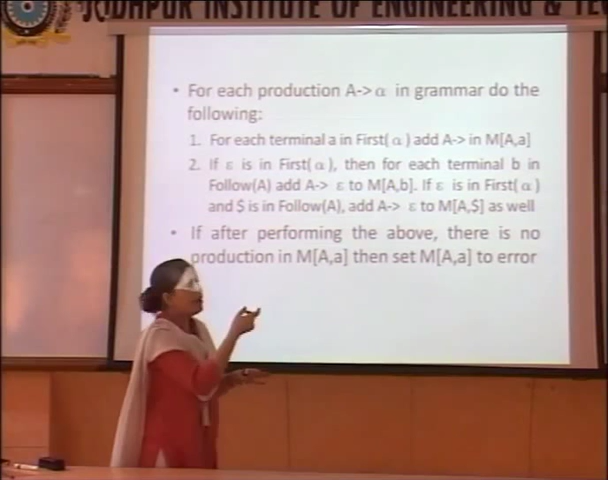 JODHPUR INSTITUTE OF ENGINEERING & TE
• For each production A-> α in grammar do the
following:
1. For each terminal a in First( α ) add A-> in M[A,a]
2. If ε is in First( α ), then for each terminal b in
Follow(A) add A-> ε to M[A,b]. If ε is in First( α )
and $ is in Follow(A), add A-> ε to M[A,$] as well
• If after performing the above, there is no
production in M[A,a] then set M[A,a] to error